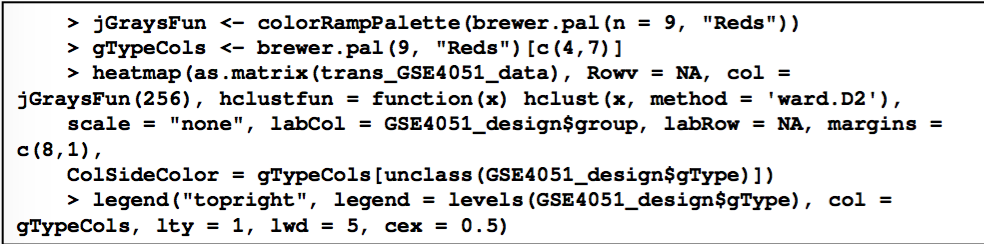 > jGraysFun <- colorRampPalette(brewer.pal(n = 9, "Reds"))
> gTypeCols <- brewer.pal(9, "Reds")[c(4,7)]
> heatmap(as.matrix(trans_GSE4051_data), Rowv = NA, col =
jGraysFun(256), hclustfun = function(x) hclust(x, method = 'ward.D2'),
scale = "none", labCol = GSE4051_design$group, labRow = NA, margins =
c(8,1),
ColSideColor = gTypeCols[unclass(GSE4051_design$gType)])
> legend("topright", legend = levels(GSE4051_design$gType), col =
gTypeCols, lty = 1, lwd = 5, cex = 0.5)